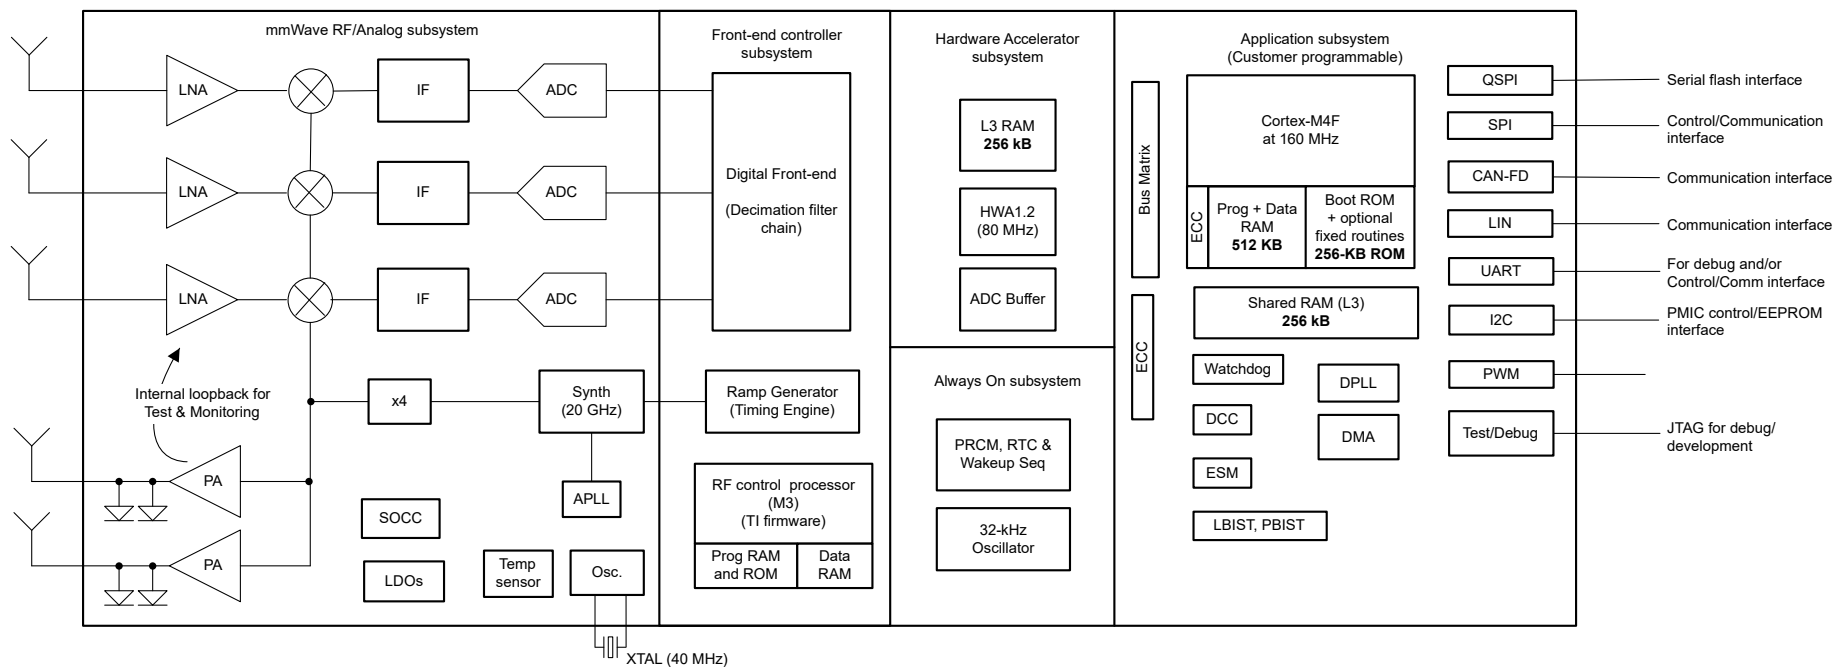 mmWave RF/Analog subsystem
LNA
IF
ADC
LNA
IF
ADC
LNA
IF
ADC
Internal loopback for
Test & Monitoring
x4
Synth
(20 GHz)
PA
PA
SOCC
LDOs
APLL
Temp
sensor
Osc.
XTAL (40 MHz)
Front-end controller
subsystem
Digital Front-end
(Decimation filter
chain)
Ramp Generator
(Timing Engine)
RF control processor
(M3)
(TI firmware)
Prog RAM
and ROM
Data
RAM
Hardware Accelerator
subsystem
L3 RAM
256 kB
HWA1.2
(80 MHz)
ADC Buffer
Always On subsystem
PRCM, RTC &
Wakeup Seq
32-kHz
Oscillator
Application subsystem
(Customer programmable)
Bus Matrix
Cortex-M4F
at 160 MHz
ECC
Prog + Data
RAM
512 KB
Boot ROM
+ optional
fixed routines
256-KB ROM
ECC
Shared RAM (L3)
256 kB
Watchdog
DPLL
DCC
DMA
ESM
LBIST, PBIST
QSPI
Serial flash interface
SPI
Control/Communication
interface
CAN-FD
Communication interface
LIN
Communication interface
UART
For debug and/or
Control/Comm interface
I2C
PMIC control/EEPROM
interface
PWM
Test/Debug
JTAG for debug/
development